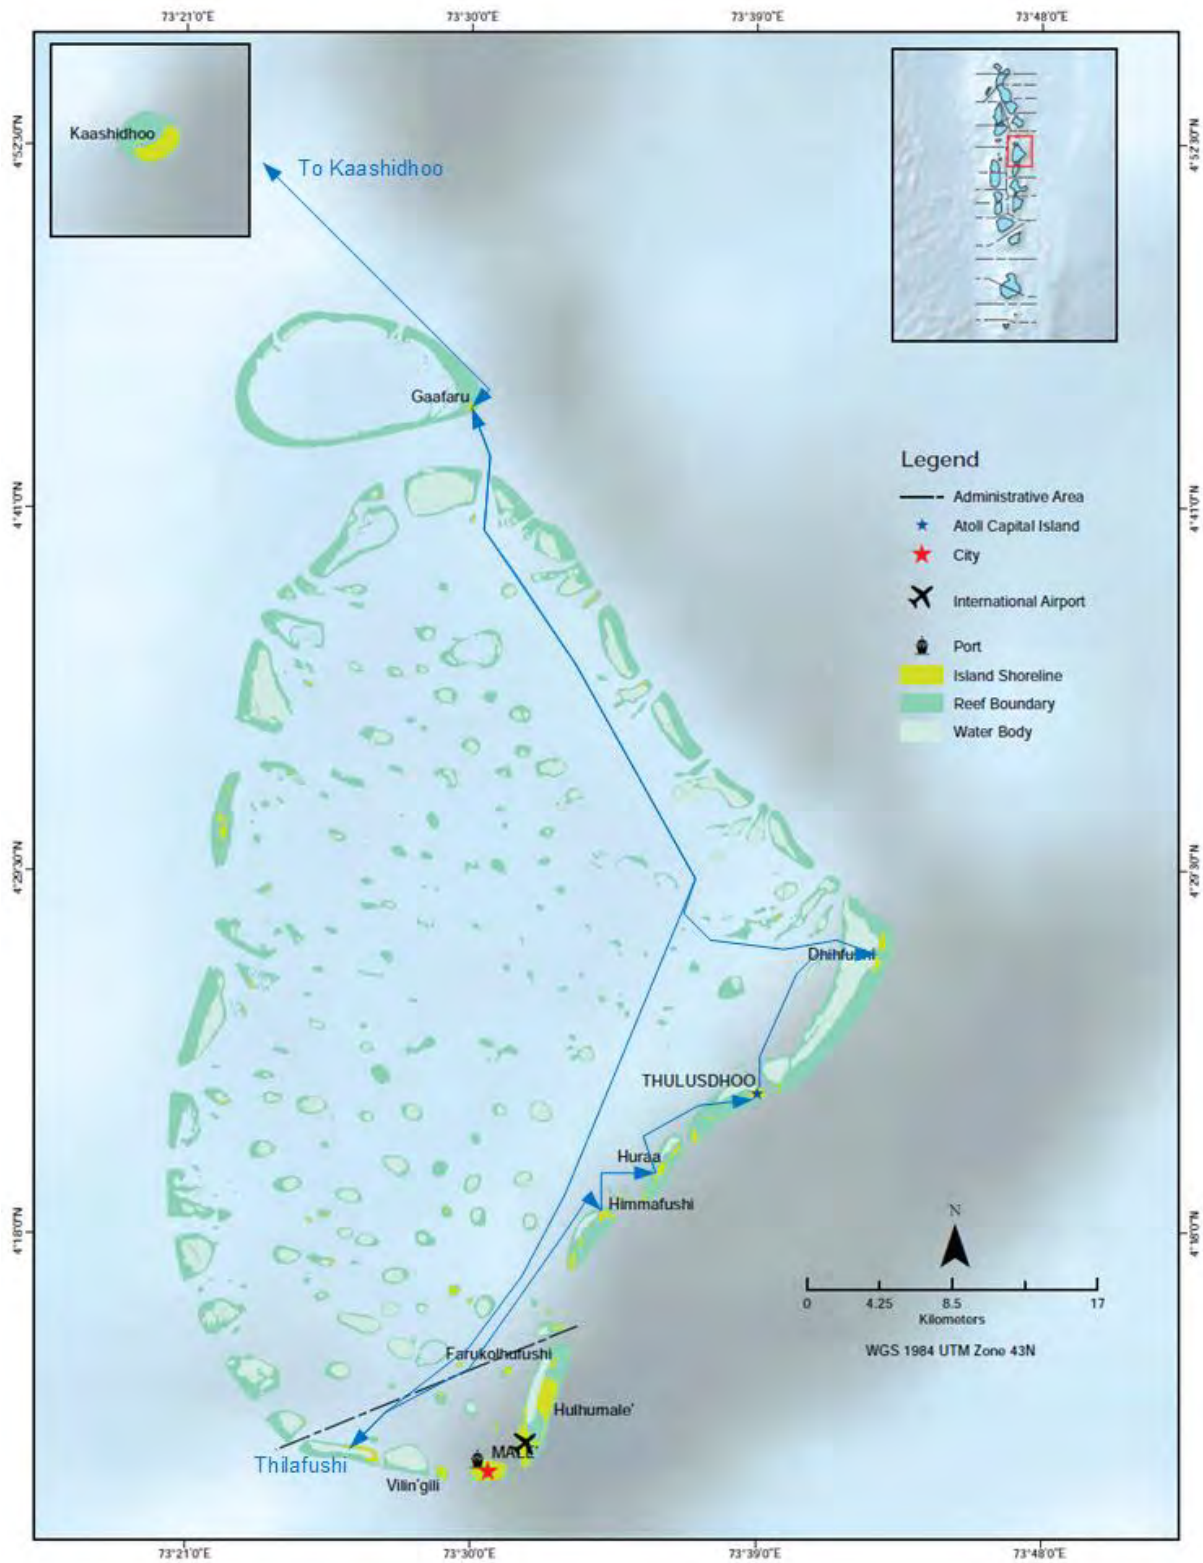 73°21'0"E 73°30'0"E 73°39'0"E 73°48'0"E
4°52'30"N
4°52'30"N
Kaashidhoo
To Kaashidhoo
Gaafaru
Legend
Administrative Area
Atoll Capital Island
City
International Airport
Port
Island Shoreline
Reef Boundary
Water Body
4°41'0"N
4°41'0"N
4°29'30"N
4°29'30"N
Dhihfushi
THULUSDHOO
Huraa
Himmafushi
4°18'0"N
4°18'0"N
N
0 4.25 8.5 17
Kilometers
WGS 1984 UTM Zone 43N
Farukolhufushi
Hulhumale'
MALE'
Thilafushi
Vilin'gili
73°21'0"E 73°30'0"E 73°39'0"E 73°48'0"E